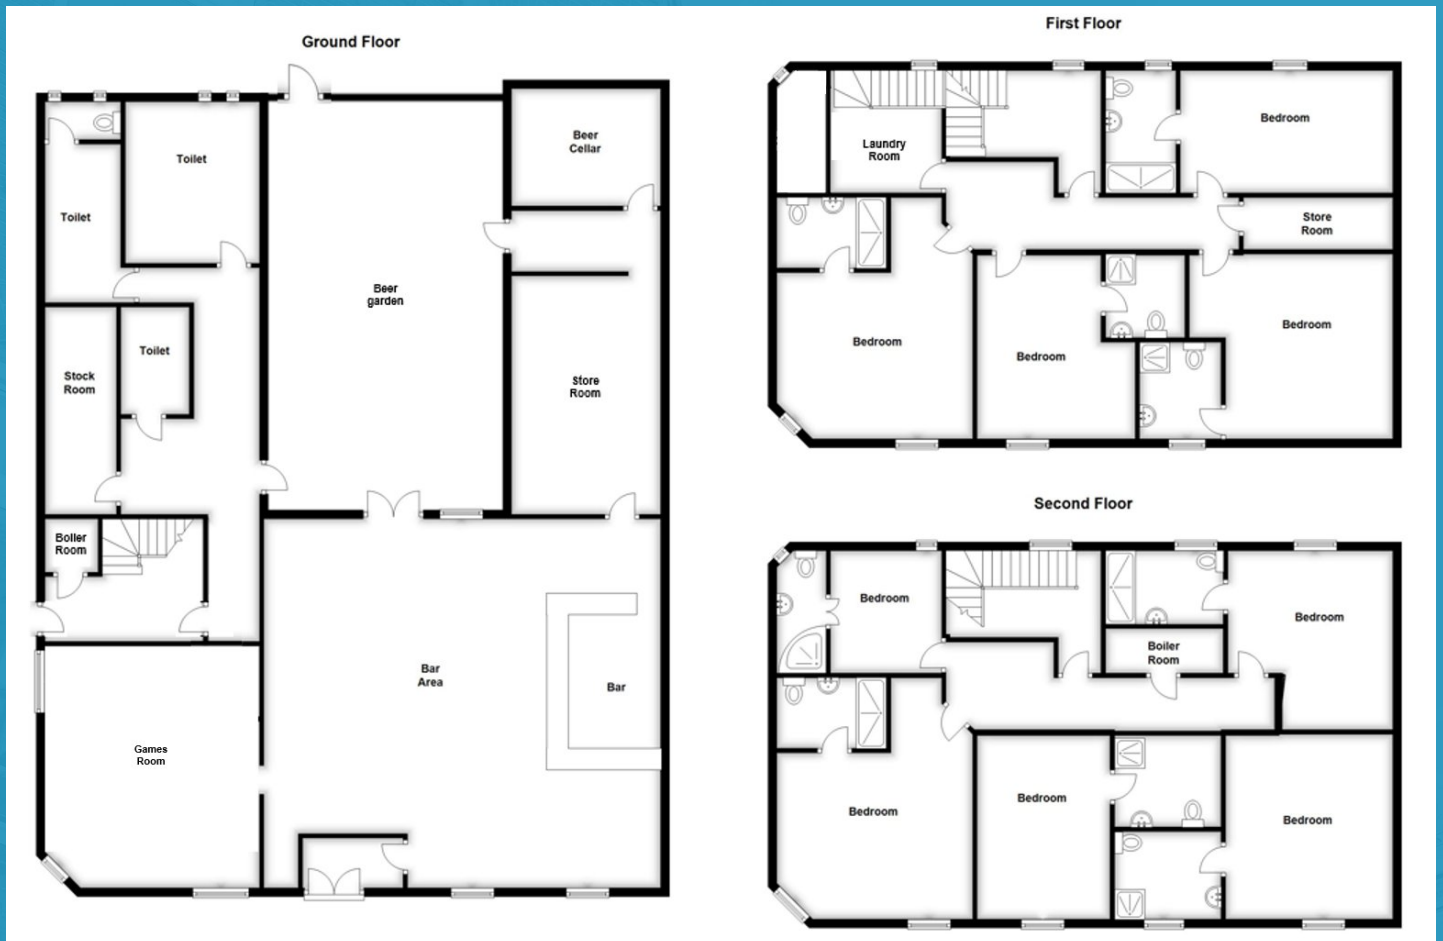 Ground Floor
Toilet
Toilet
Beer
Cellar
Beer
garden
Toilet
Stock
Room
Store
Room
Boiler
Room
Bar
Area
Bar
Games
Room
First Floor
Laundry
Room
Bedroom
Store
Room
Bedroom
Bedroom
Bedroom
Second Floor
Bedroom
Boiler
Room
Bedroom
Bedroom
Bedroom
Bedroom